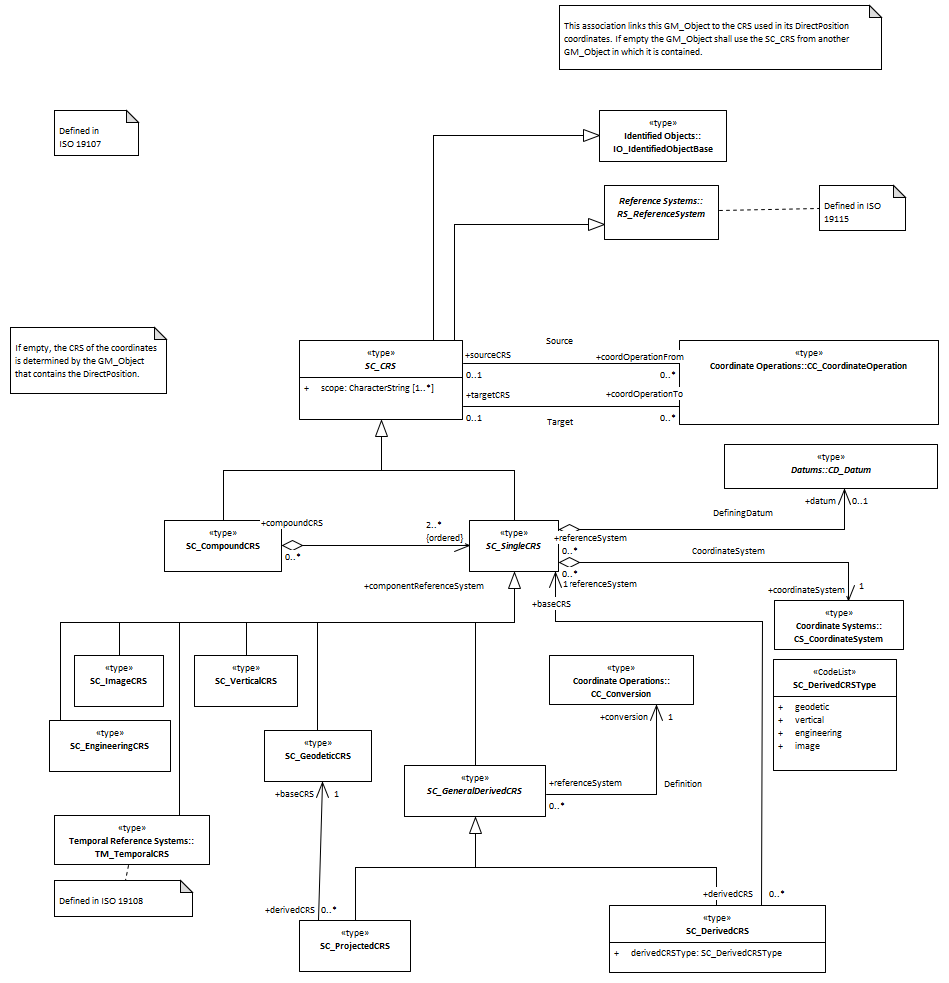 This association links this GM_Object to the CRS used in its DirectPosition
coordinates. If empty the GM_Object shall use the SC_CRS from another
GM_Object in which it is contained.
Defined in
ISO 19107
«type»
Identified Objects::
IO_IdentifiedObjectBase
«type»
Reference Systems::
RS_ReferenceSystem
Defined in ISO
19115
If empty, the CRS of the coordinates
is determined by the GM_Object
that contains the DirectPosition.
«type»
SC_CRS
+ scope: CharacterString [1..*]
Source
+sourceCRS
+coordOperationFrom
0..1
0..*
+targetCRS
+coordOperationTo
0..1
0..*
Target
«type»
Coordinate Operations::CC_CoordinateOperation
«type»
Datums::CD_Datum
+datum
0..1
DefiningDatum
+referenceSystem
0..*
CoordinateSystem
0..*
1
referenceSystem
+coordinateSystem
1
«type»
SC_CompoundCRS
+compoundCRS
0..*
2..*
{ordered}
«type»
SC_SingleCRS
+componentReferenceSystem
+baseCRS
«type»
Coordinate Systems::
CS_CoordinateSystem
«type»
SC_ImageCRS
«type»
SC_VerticalCRS
«type»
Coordinate Operations::
CC_Conversion
«CodeList»
SC_DerivedCRSType
+ geodetic
+ vertical
+ engineering
+ image
«type»
SC_EngineeringCRS
«type»
SC_GeodeticCRS
+conversion
1
«type»
SC_GeneralDerivedCRS
+referenceSystem
0..*
Definition
+baseCRS
1
«type»
Temporal Reference Systems::
TM_TemporalCRS
Defined in ISO 19108
+derivedCRS
0..*
+derivedCRS
0..*
«type»
SC_ProjectedCRS
«type»
SC_DerivedCRS
+ derivedCRSType: SC_DerivedCRSType